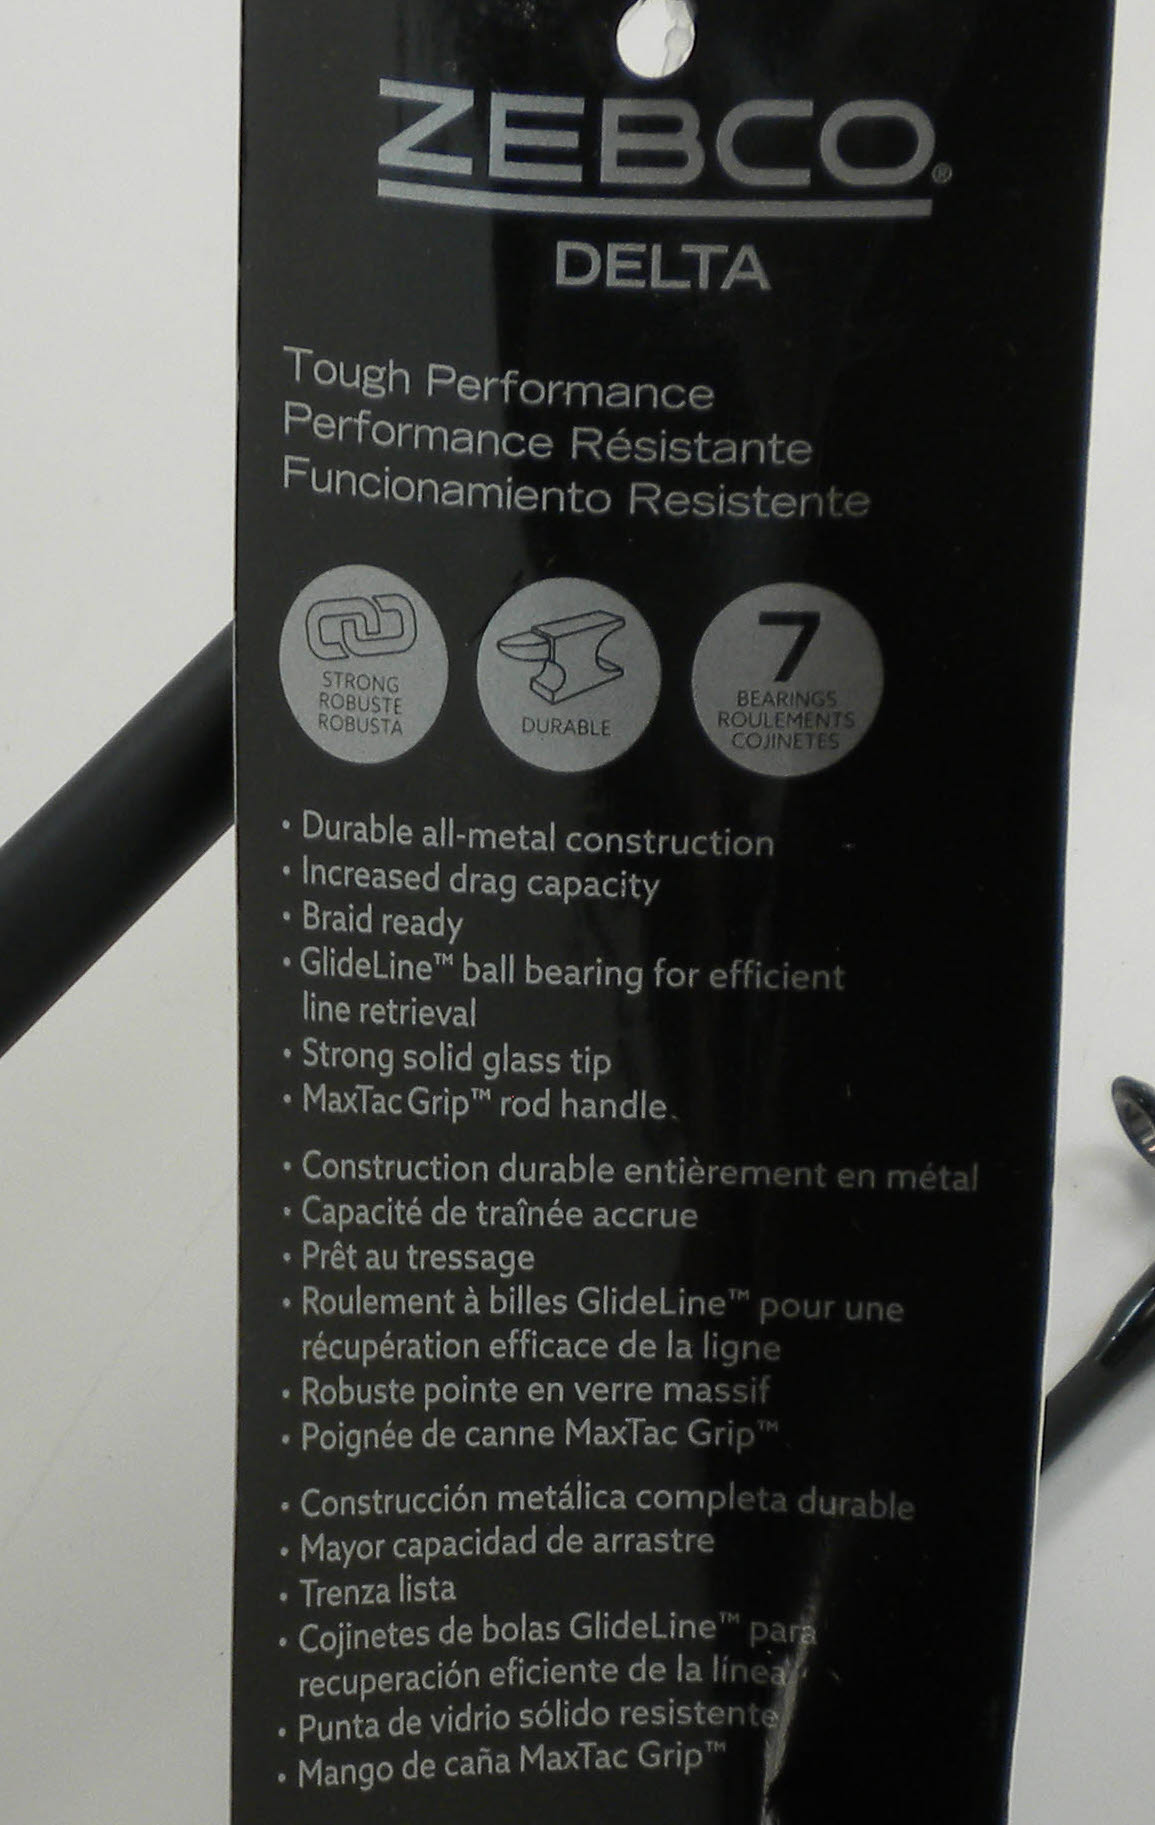 ZEBCO®
DELTA
Tough Performance
Performance Résistante
Funcionamiento Resistente
STRONG
ROBUSTE
ROBUSTA
DURABLE
7
BEARINGS
ROULEMENTS
COJINETES
• Durable all-metal construction
• Increased drag capacity
• Braid ready
• GlideLine™ ball bearing for efficient
line retrieval
• Strong solid glass tip
• MaxTac Grip™ rod handle
• Construction durable entièrement en métal
• Capacité de traînée accrue
• Prêt au tressage
• Roulement à billes GlideLine™ pour une
récupération efficace de la ligne
• Robuste pointe en verre massif
• Poignée de canne MaxTac Grip™
• Construcción metálica completa durable
• Mayor capacidad de arrastre
• Trenza lista
• Cojinetes de bolas GlideLine™ para
recuperación eficiente de la línea
• Punta de vidrio sólido resistente
• Mango de caña MaxTac Grip™